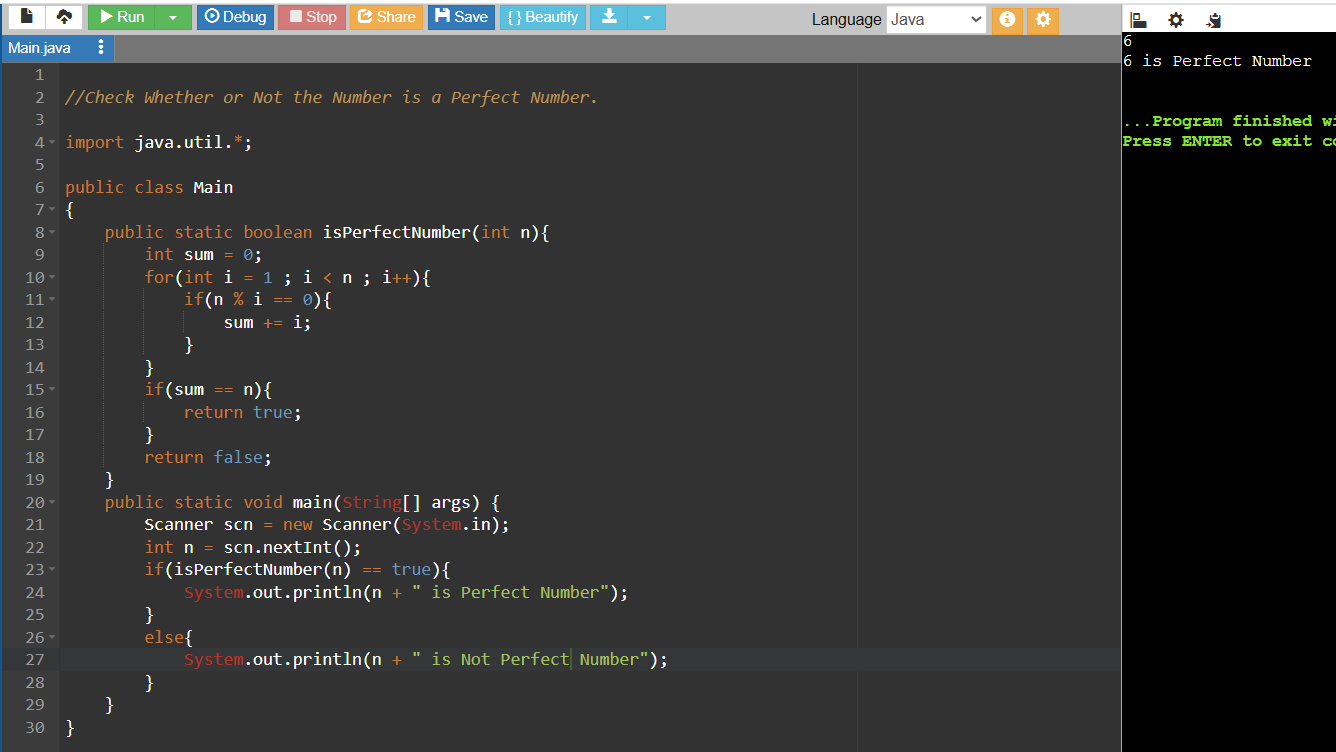 Run Debug Stop Share Save { } Beautify Language Java
Main.java
1
2 //Check Whether or Not the Number is a Perfect Number.
3
4 import java.util.*;
5
6 public class Main
7 {
8 public static boolean isPerfectNumber(int n){
9 int sum = 0;
10 for(int i = 1 ; i < n ; i++){
11 if(n % i == 0){
12 sum += i;
13 }
14 }
15 if(sum == n){
16 return true;
17 }
18 return false;
19 }
20 public static void main(String[] args) {
21 Scanner scn = new Scanner(System.in);
22 int n = scn.nextInt();
23 if(isPerfectNumber(n) == true){
24 System.out.println(n + " is Perfect Number");
25 }
26 else{
27 System.out.println(n + " is Not Perfect Number");
28 }
29 }
30 }
6
6 is Perfect Number
...Program finished wi
Press ENTER to exit co